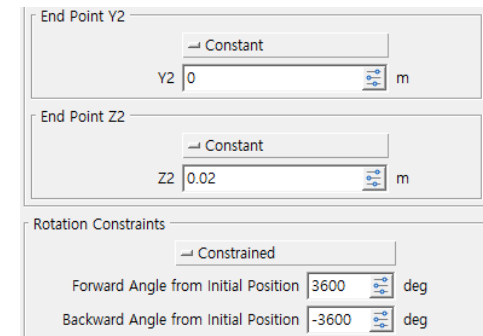 End Point Y2
Constant
Y2 0 m
End Point Z2
Constant
Z2 0.02 m
Rotation Constraints
Constrained
Forward Angle from Initial Position 3600 deg
Backward Angle from Initial Position -3600 deg